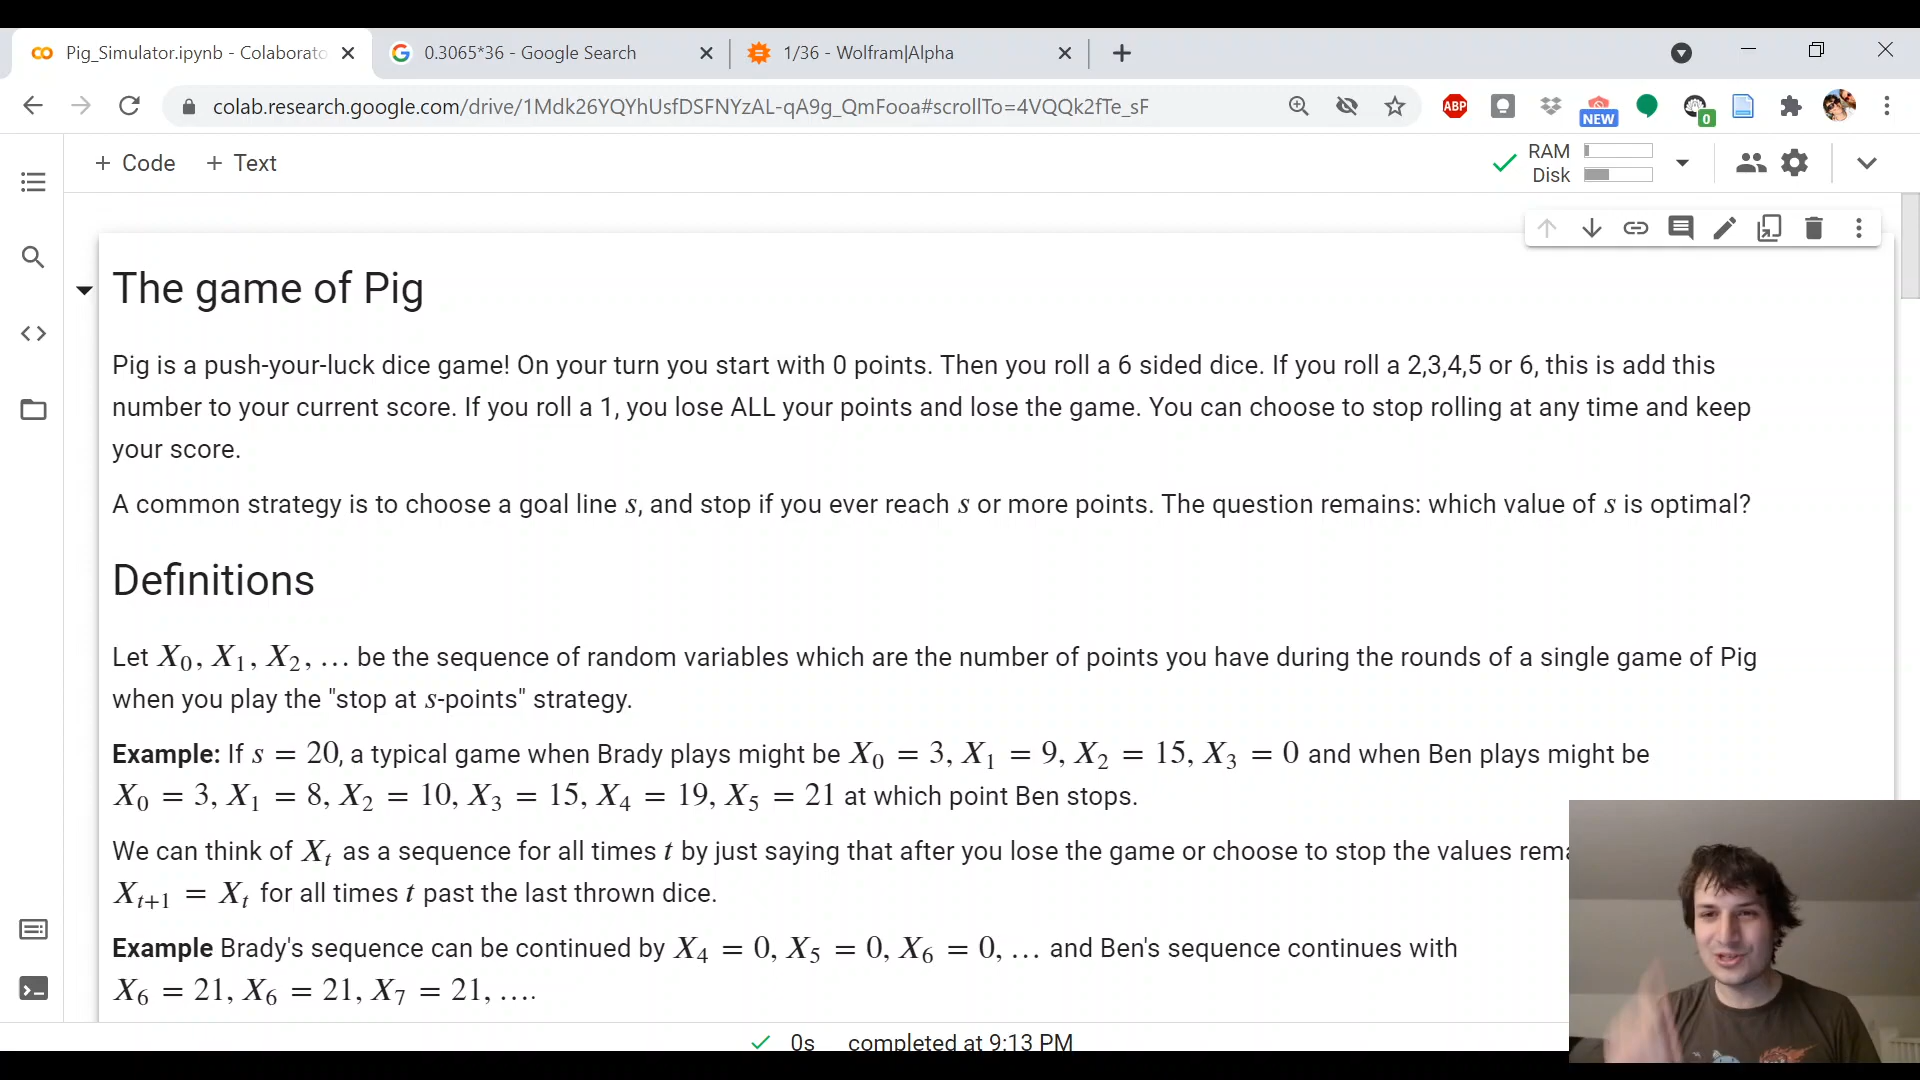 Pig_Simulator.ipynb - Colaborato
0.3065*36 - Google Search
1/36 - Wolfram|Alpha
colab.research.google.com/drive/1Mdk26YQYhUsfDSFNYzAL-qA9g_QmFooa#scrollTo=4VQQk2fTe_sF
ABP
NEW
0
+ Code + Text
RAM
Disk
The game of Pig
Pig is a push-your-luck dice game! On your turn you start with 0 points. Then you roll a 6 sided dice. If you roll a 2,3,4,5 or 6, this is add this
number to your current score. If you roll a 1, you lose ALL your points and lose the game. You can choose to stop rolling at any time and keep
your score.
A common strategy is to choose a goal line s, and stop if you ever reach s or more points. The question remains: which value of s is optimal?
Definitions
Let X₀, X₁, X₂, … be the sequence of random variables which are the number of points you have during the rounds of a single game of Pig
when you play the "stop at s-points" strategy.
Example: If s = 20, a typical game when Brady plays might be X₀ = 3, X₁ = 9, X₂ = 15, X₃ = 0 and when Ben plays might be
X₀ = 3, X₁ = 8, X₂ = 10, X₃ = 15, X₄ = 19, X₅ = 21 at which point Ben stops.
We can think of Xₜ as a sequence for all times t by just saying that after you lose the game or choose to stop the values rema
Xₜ₊₁ = Xₜ for all times t past the last thrown dice.
Example Brady's sequence can be continued by X₄ = 0, X₅ = 0, X₆ = 0, … and Ben's sequence continues with
X₆ = 21, X₆ = 21, X₇ = 21, ….
0s completed at 9:13 PM